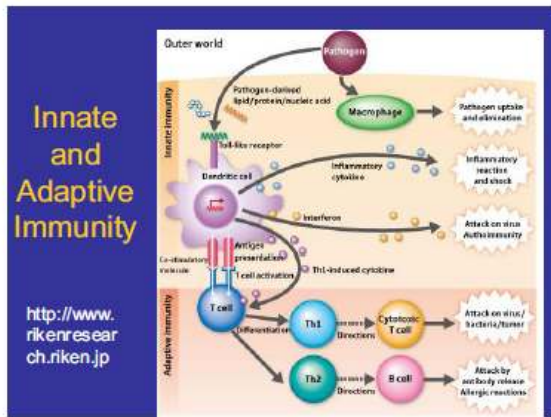 Innate
and
Adaptive
Immunity
http://www.
rikenresear
ch.riken.jp
Outer world
Pathogen
Pathogen-derived
lipid/protein/nucleic acid
Macrophage
Pathogen uptake
and elimination
Innate immunity
Toll-like receptor
Dendritic cell
Inflammatory
cytokine
Inflammatory
reaction
and shock
Interferon
Attack on virus
Autoimmunity
Co-stimulatory
molecule
Antigen
presentation
T cell activation
Th1-induced cytokine
Adaptive immunity
T cell
Differentiation
Th1
Directions
Cytotoxic
T cell
Attack on virus/
bacteria/tumor
Th2
Directions
B cell
Attack by
antibody release
Allergic reactions